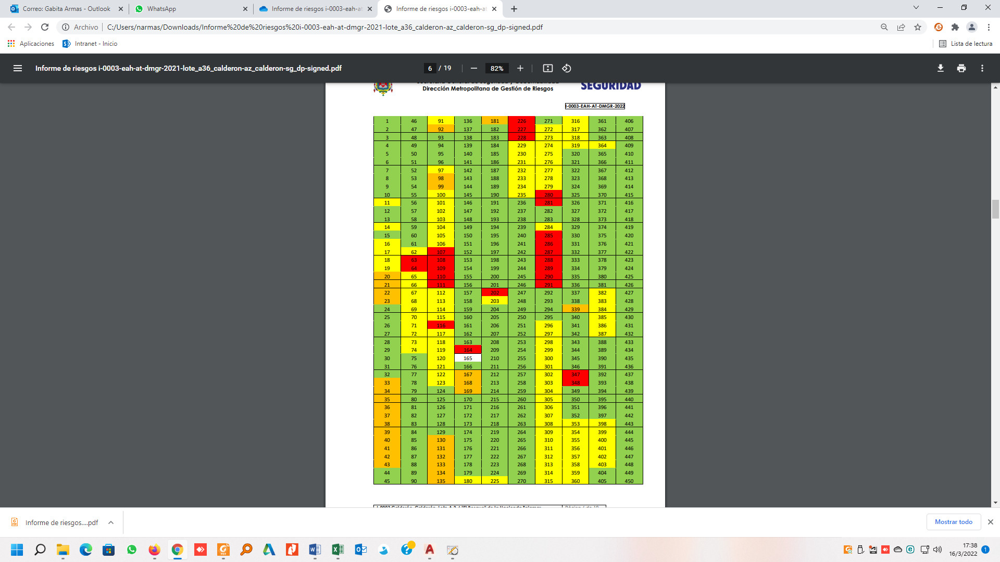 Correo: Gabita Armas - Outlook
WhatsApp
Informe de riesgos i-0003-eah-at
Informe de riesgos i-0003-eah-at
Archivo
C:/Users/narmas/Downloads/Informe%20de%20riesgos%20i-0003-eah-at-dmgr-2021-lote_a36_calderon-az_calderon-sg_dp-signed.pdf
Aplicaciones
Intranet - Inicio
Lista de lectura
Informe de riesgos i-0003-eah-at-dmgr-2021-lote_a36_calderon-az_calderon-sg_dp-signed.pdf
6 / 19
82%
SEGURIDAD
Dirección Metropolitana de Gestión de Riesgos
I-0003-EAH-AT-DMGR-2022
1 46 91 136 181 226 271 316 361 406
2 47 92 137 182 227 272 317 362 407
3 48 93 138 183 228 273 318 363 408
4 49 94 139 184 229 274 319 364 409
5 50 95 140 185 230 275 320 365 410
6 51 96 141 186 231 276 321 366 411
7 52 97 142 187 232 277 322 367 412
8 53 98 143 188 233 278 323 368 413
9 54 99 144 189 234 279 324 369 414
10 55 100 145 190 235 280 325 370 415
11 56 101 146 191 236 281 326 371 416
12 57 102 147 192 237 282 327 372 417
13 58 103 148 193 238 283 328 373 418
14 59 104 149 194 239 284 329 374 419
15 60 105 150 195 240 285 330 375 420
16 61 106 151 196 241 286 331 376 421
17 62 107 152 197 242 287 332 377 422
18 63 108 153 198 243 288 333 378 423
19 64 109 154 199 244 289 334 379 424
20 65 110 155 200 245 290 335 380 425
21 66 111 156 201 246 291 336 381 426
22 67 112 157 202 247 292 337 382 427
23 68 113 158 203 248 293 338 383 428
24 69 114 159 204 249 294 339 384 429
25 70 115 160 205 250 295 340 385 430
26 71 116 161 206 251 296 341 386 431
27 72 117 162 207 252 297 342 387 432
28 73 118 163 208 253 298 343 388 433
29 74 119 164 209 254 299 344 389 434
30 75 120 165 210 255 300 345 390 435
31 76 121 166 211 256 301 346 391 436
32 77 122 167 212 257 302 347 392 437
33 78 123 168 213 258 303 348 393 438
34 79 124 169 214 259 304 349 394 439
35 80 125 170 215 260 305 350 395 440
36 81 126 171 216 261 306 351 396 441
37 82 127 172 217 262 307 352 397 442
38 83 128 173 218 263 308 353 398 443
39 84 129 174 219 264 309 354 399 444
40 85 130 175 220 265 310 355 400 445
41 86 131 176 221 266 311 356 401 446
42 87 132 177 222 267 312 357 402 447
43 88 133 178 223 268 313 358 403 448
44 89 134 179 224 269 314 359 404 449
45 90 135 180 225 270 315 360 405 450
Informe de riesgos....pdf
Mostrar todo
17:38
16/3/2022
1